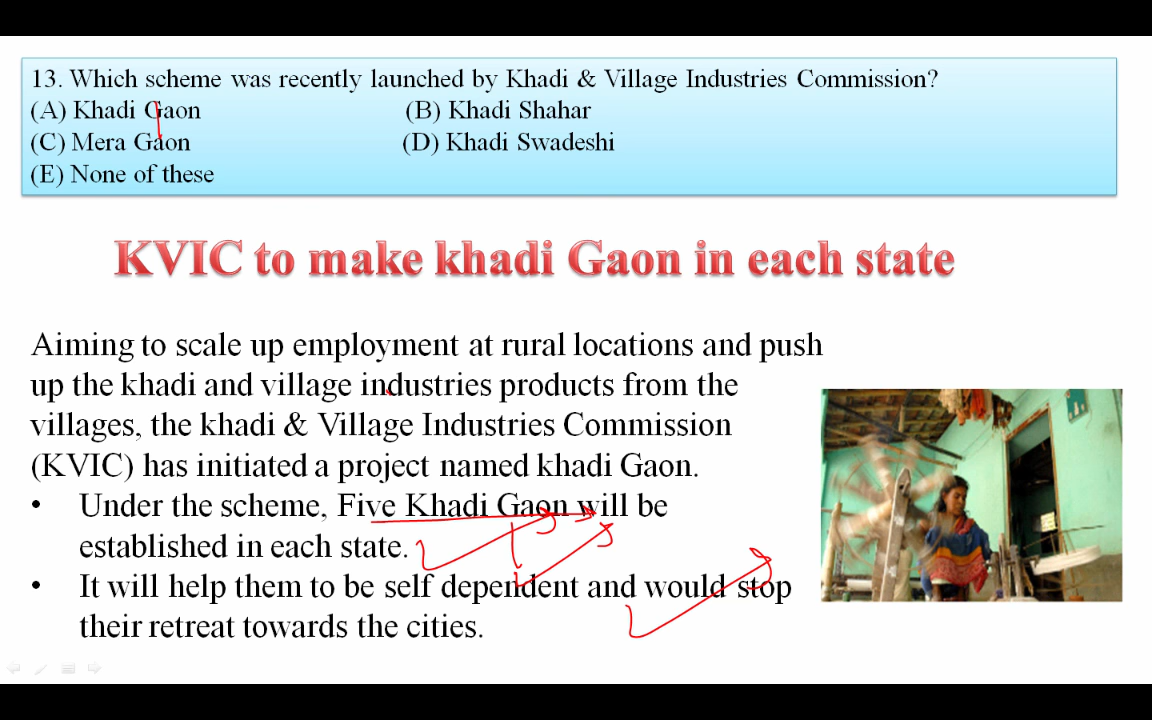 13. Which scheme was recently launched by Khadi & Village Industries Commission?
(A) Khadi Gaon (B) Khadi Shahar
(C) Mera Gaon (D) Khadi Swadeshi
(E) None of these
KVIC to make khadi Gaon in each state
Aiming to scale up employment at rural locations and push
up the khadi and village industries products from the
villages, the khadi & Village Industries Commission
(KVIC) has initiated a project named khadi Gaon.
• Under the scheme, Five Khadi Gaon will be
established in each state.
• It will help them to be self dependent and would stop
their retreat towards the cities.